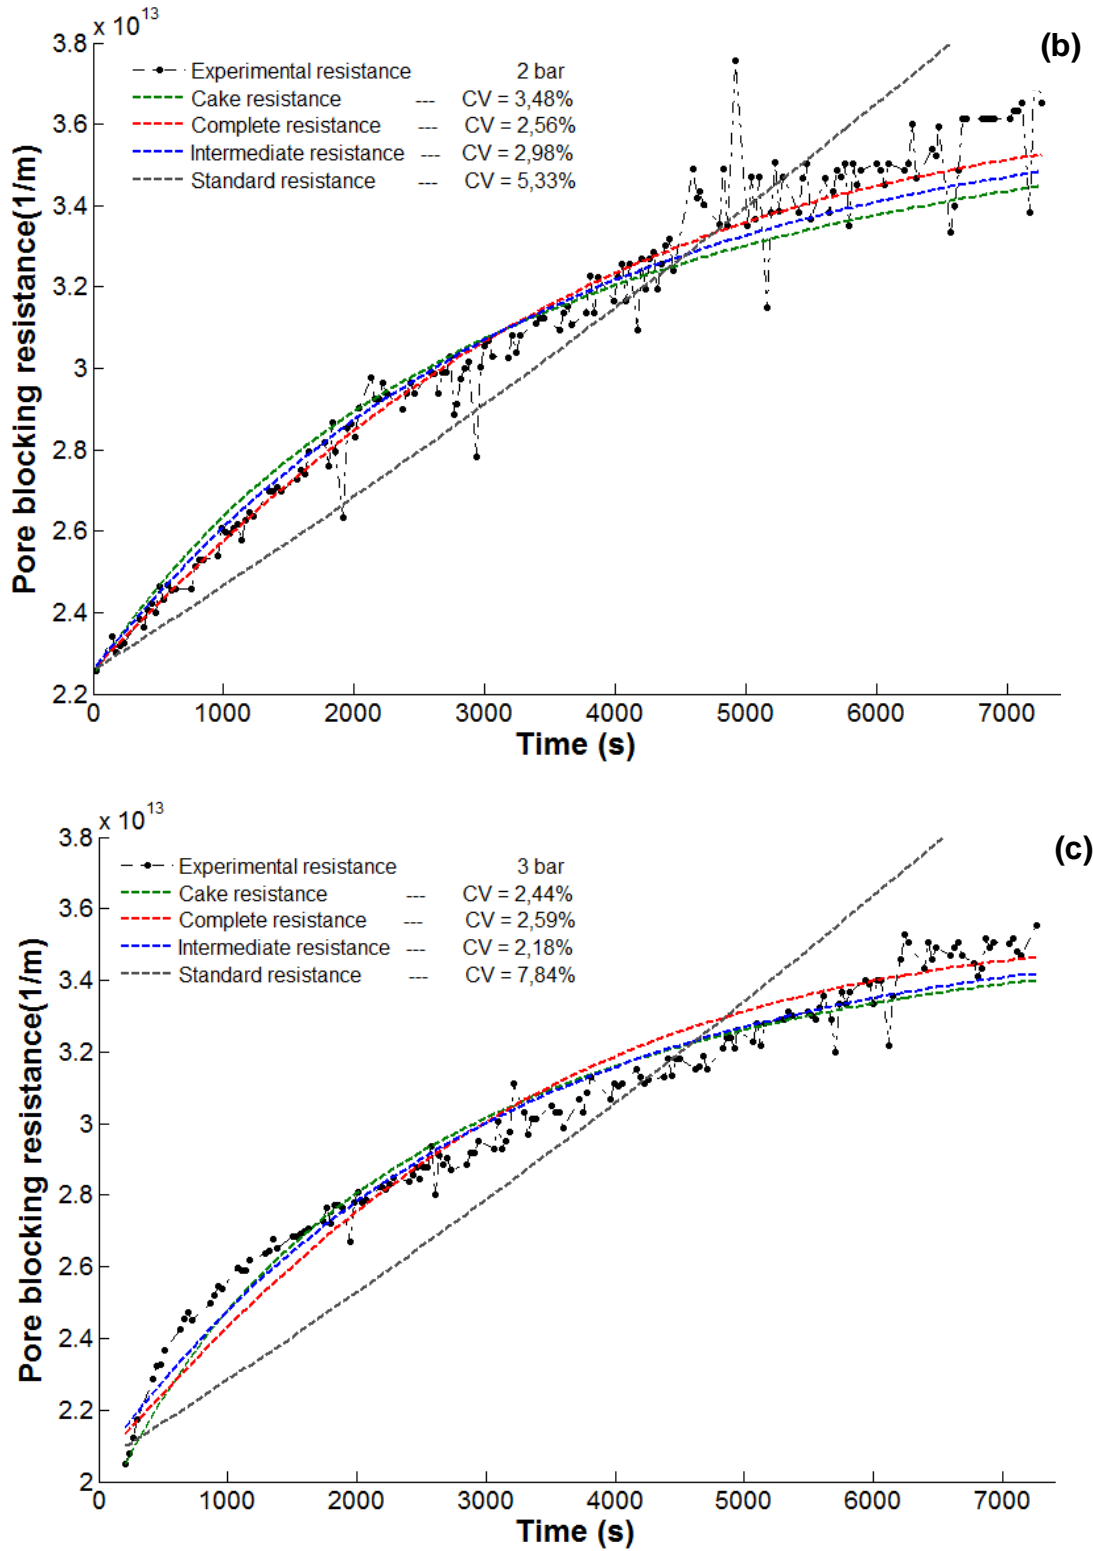 x 10^13
(b)
3.8
3.6
3.4
3.2
3
2.8
2.6
2.4
2.2
Pore blocking resistance(1/m)
Experimental resistance 2 bar
Cake resistance --- CV = 3,48%
Complete resistance --- CV = 2,56%
Intermediate resistance --- CV = 2,98%
Standard resistance --- CV = 5,33%
0 1000 2000 3000 4000 5000 6000 7000
Time (s)
x 10^13
(c)
3.8
3.6
3.4
3.2
3
2.8
2.6
2.4
2.2
2
Pore blocking resistance(1/m)
Experimental resistance 3 bar
Cake resistance --- CV = 2,44%
Complete resistance --- CV = 2,59%
Intermediate resistance --- CV = 2,18%
Standard resistance --- CV = 7,84%
0 1000 2000 3000 4000 5000 6000 7000
Time (s)